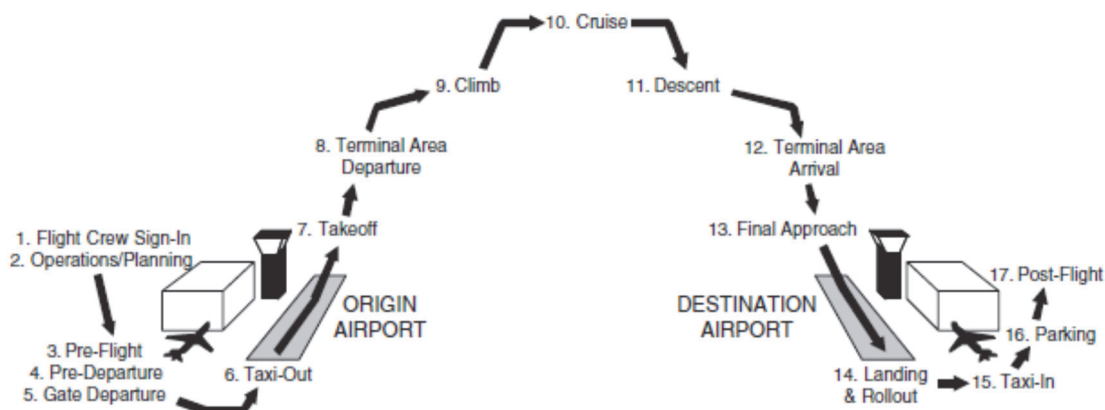 10. Cruise
9. Climb
11. Descent
8. Terminal Area
Departure
12. Terminal Area
Arrival
7. Takeoff
13. Final Approach
1. Flight Crew Sign-In
2. Operations/Planning
17. Post-Flight
ORIGIN
AIRPORT
DESTINATION
AIRPORT
16. Parking
3. Pre-Flight
4. Pre-Departure
5. Gate Departure
6. Taxi-Out
14. Landing
& Rollout
15. Taxi-In